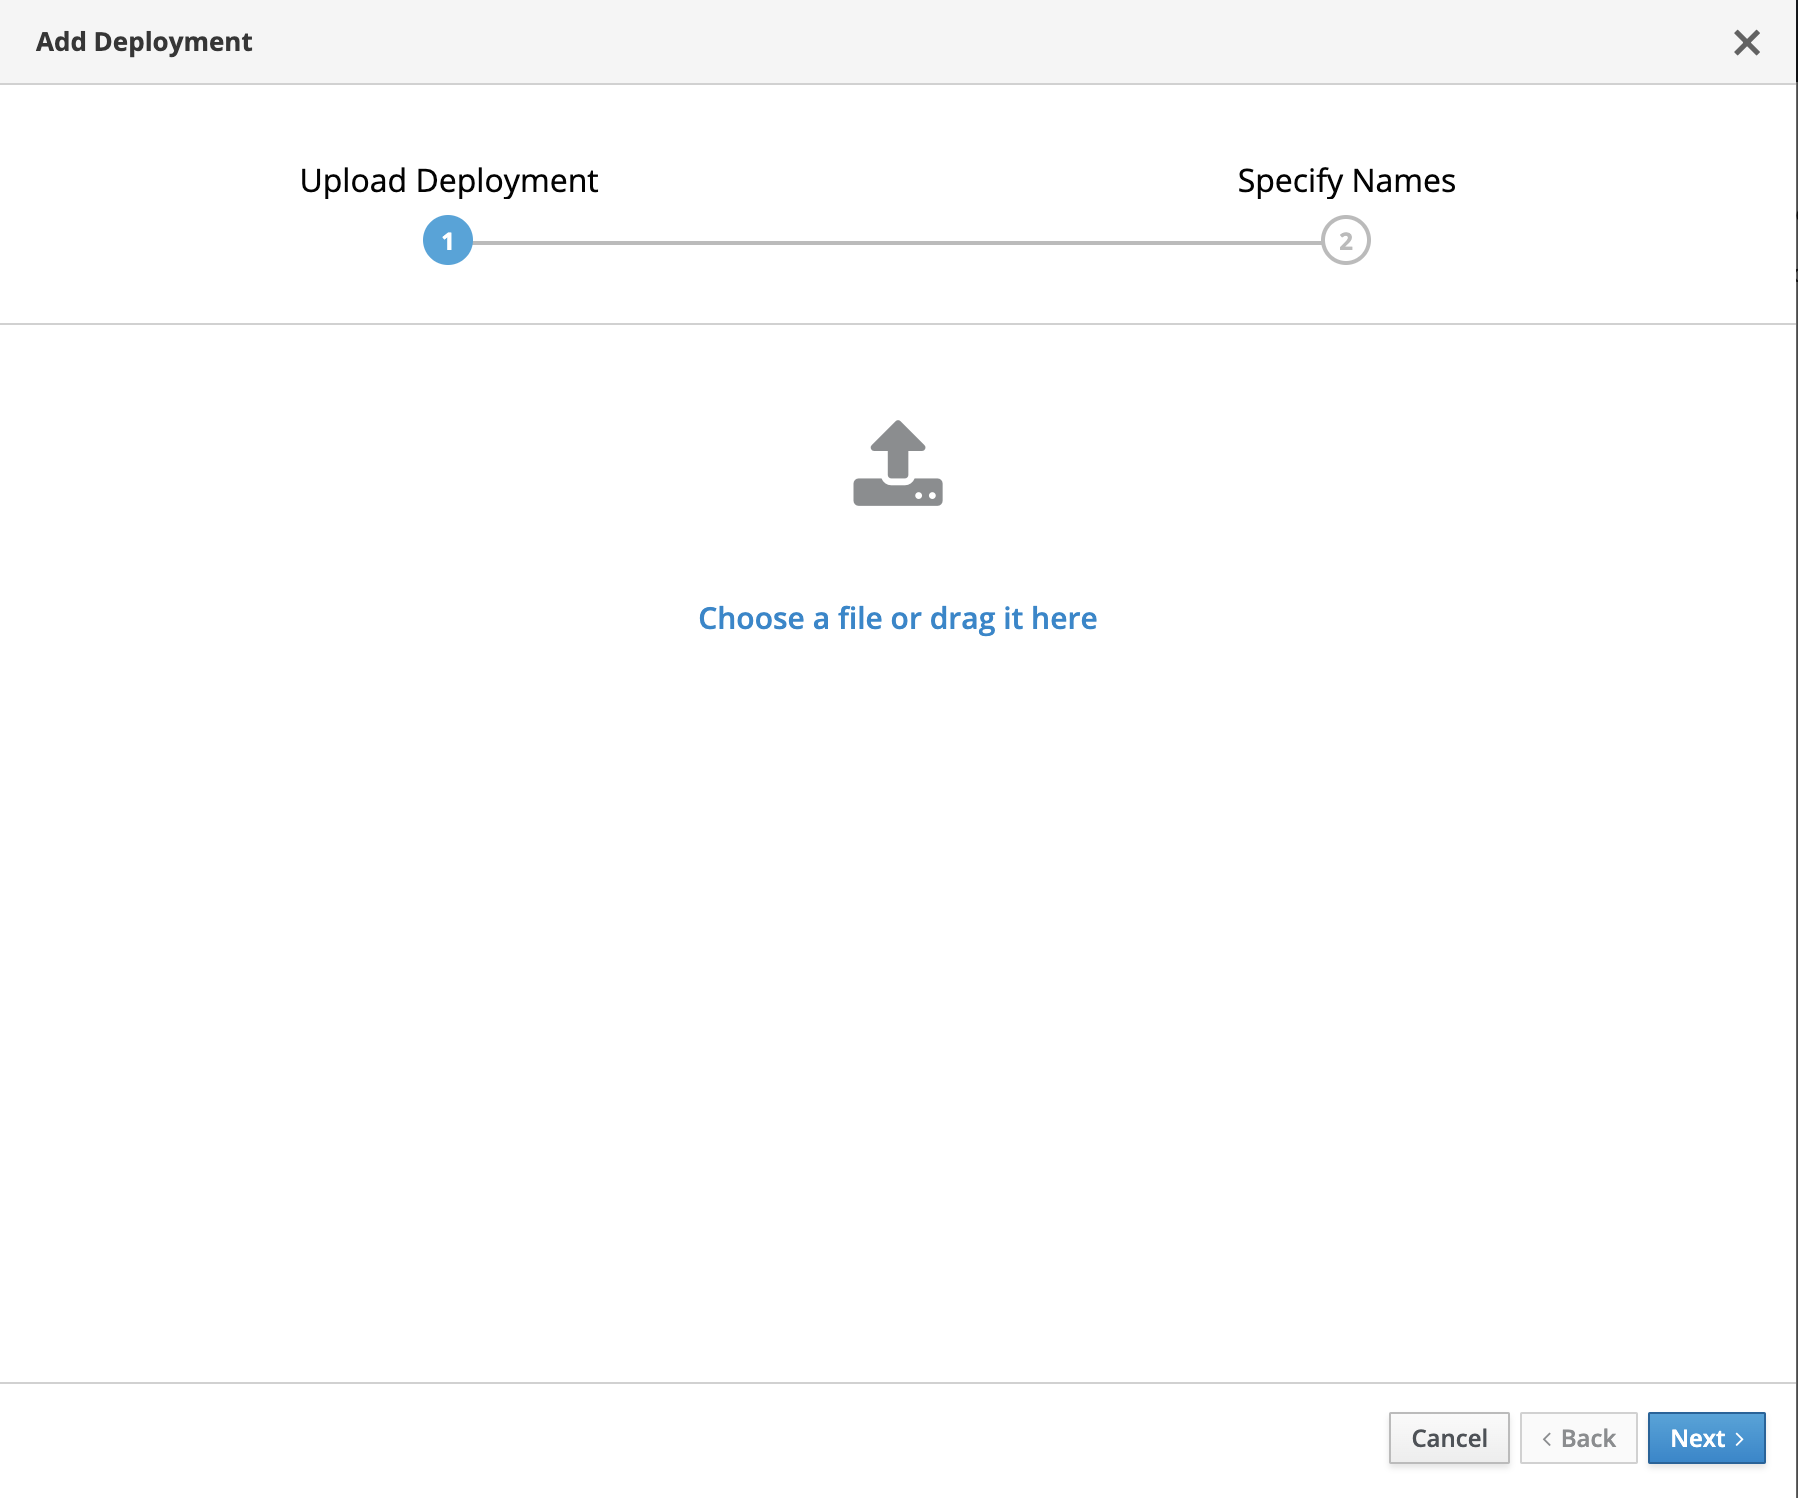 Add Deployment
Upload Deployment
Specify Names
1
2
Choose a file or drag it here
Cancel
< Back
Next >